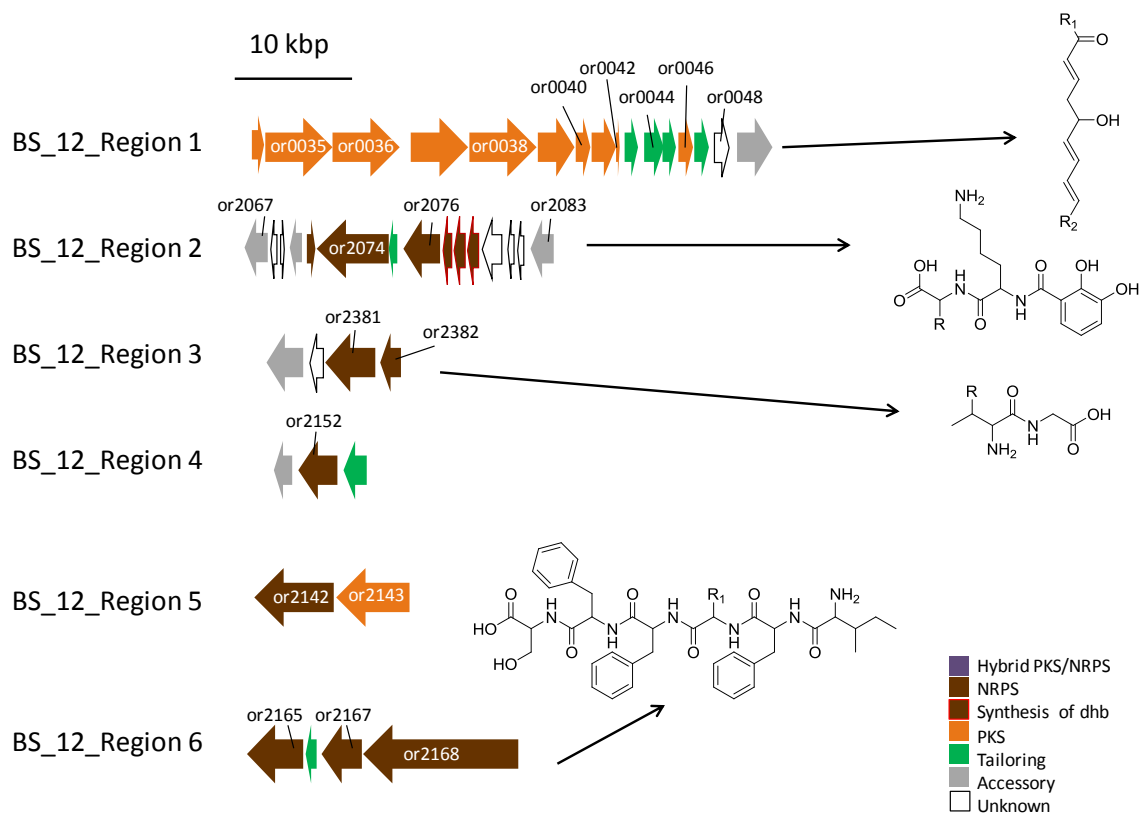 10 kbp
or0042
or0046
or0040
or0044
or0048
BS_12_Region 1
or0035
or0036
or0038
R1
O
OH
R2
or2067
or2076
or2083
BS_12_Region 2
or2074
NH2
OH
O
H
N
O
N
H
R
O
OH
OH
or2381
or2382
BS_12_Region 3
R
O
N
H
O
OH
NH2
or2152
BS_12_Region 4
BS_12_Region 5
or2142
or2143
O
HO
HO
H
N
O
N
H
O
H
N
O
R1
N
H
O
H
N
O
NH2
BS_12_Region 6
or2165
or2167
or2168
Hybrid PKS/NRPS
NRPS
Synthesis of dhb
PKS
Tailoring
Accessory
Unknown